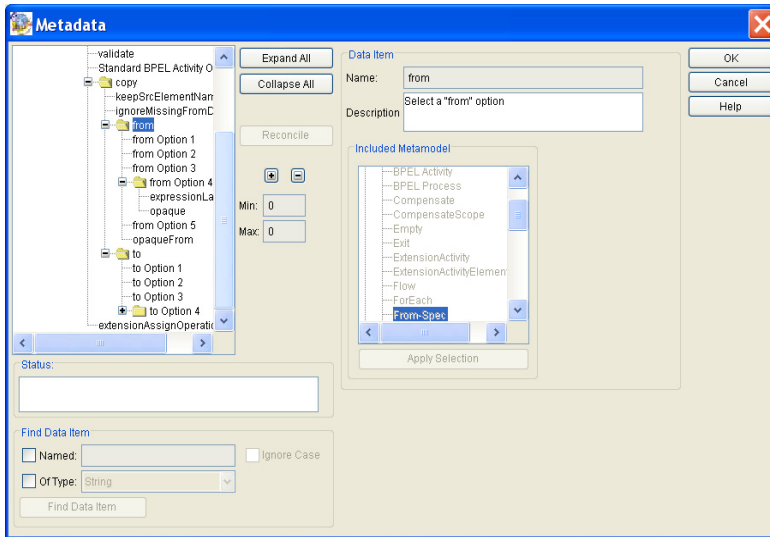 Metadata
validate
Standard BPEL Activity O
copy
keepSrcElementNam
ignoreMissingFromD
from
from Option 1
from Option 2
from Option 3
from Option 4
expressionLa
opaque
from Option 5
opaqueFrom
to
to Option 1
to Option 2
to Option 3
to Option 4
extensionAssignOperatio
Expand All
Collapse All
Reconcile
Min: 0
Max: 0
Data Item
Name: from
Description Select a "from" option
Included Metamodel
BPEL Activity
BPEL Process
Compensate
CompensateScope
Empty
Exit
ExtensionActivity
ExtensionActivityElement
Flow
ForEach
From-Spec
Apply Selection
OK
Cancel
Help
Status:
Find Data Item
Named:
Ignore Case
Of Type: String
Find Data Item